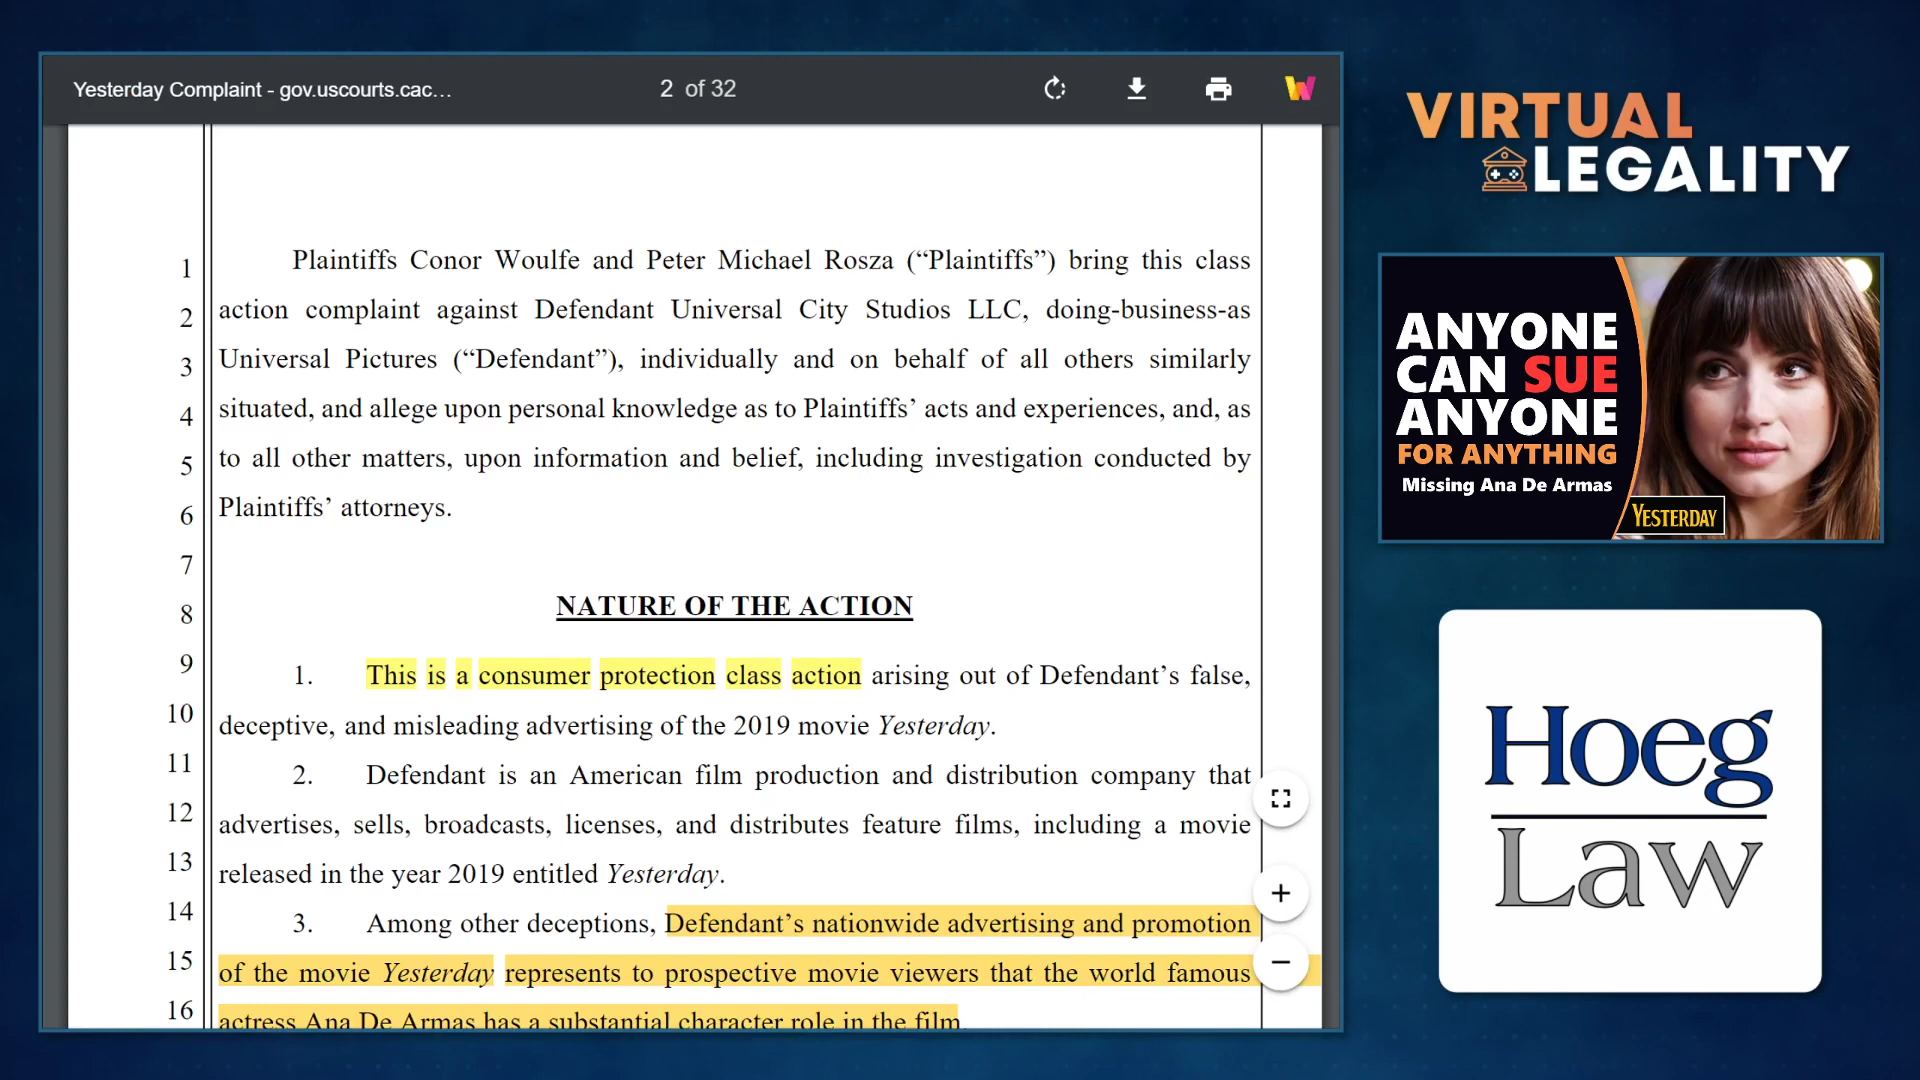 Yesterday Complaint - gov.uscourts.cac...
2 of 32
1 Plaintiffs Conor Woulfe and Peter Michael Rosza (“Plaintiffs”) bring this class
2 action complaint against Defendant Universal City Studios LLC, doing-business-as
3 Universal Pictures (“Defendant”), individually and on behalf of all others similarly
4 situated, and allege upon personal knowledge as to Plaintiffs’ acts and experiences, and, as
5 to all other matters, upon information and belief, including investigation conducted by
6 Plaintiffs’ attorneys.
7
8 NATURE OF THE ACTION
9 1. This is a consumer protection class action arising out of Defendant’s false,
10 deceptive, and misleading advertising of the 2019 movie Yesterday.
11 2. Defendant is an American film production and distribution company that
12 advertises, sells, broadcasts, licenses, and distributes feature films, including a movie
13 released in the year 2019 entitled Yesterday.
14 3. Among other deceptions, Defendant’s nationwide advertising and promotion
15 of the movie Yesterday represents to prospective movie viewers that the world famous
16 actress Ana De Armas has a substantial character role in the film.
VIRTUAL
LEGALITY
ANYONE
CAN SUE
ANYONE
FOR ANYTHING
Missing Ana De Armas
YESTERDAY
Hoeg
Law